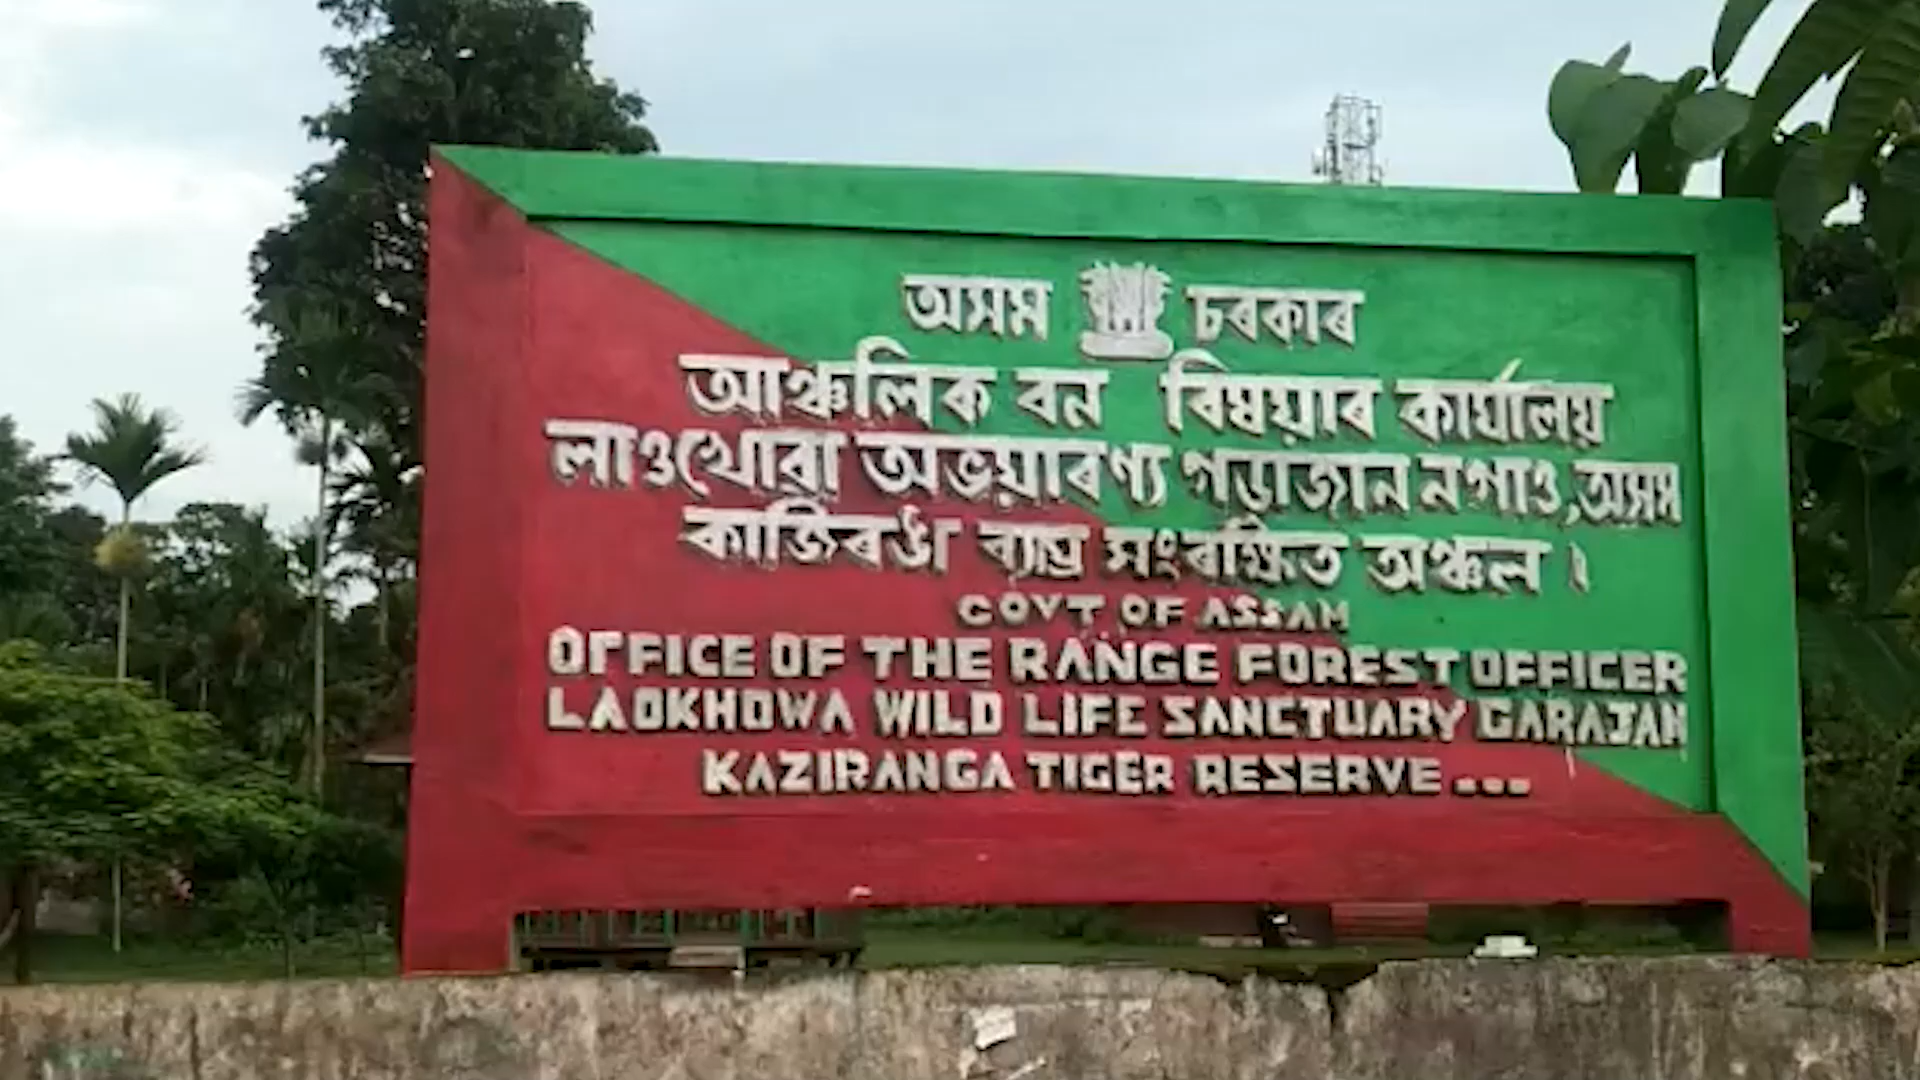 অসম চৰকাৰ
আঞ্চলিক বন বিষয়াৰ কাৰ্য্যালয়
লাওখোৱা অভয়াৰণ্য গড়াজান নগাও,অসম
কাজিৰঙা ব্যাঘ্ৰ সংৰক্ষিত অঞ্চল ।
GOVT OF ASSAM
OFFICE OF THE RANGE FOREST OFFICER
LAOKHOWA WILD LIFE SANCTUARY GARAJAN
KAZIRANGA TIGER RESERVE ...